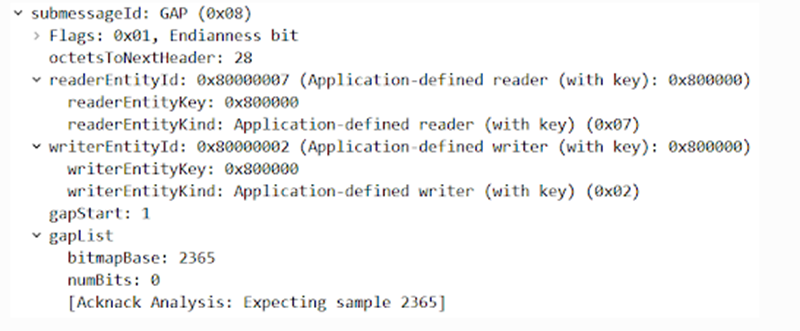 submessageId: GAP (0x08)
Flags: 0x01, Endianness bit
octetsToNextHeader: 28
readerEntityId: 0x80000007 (Application-defined reader (with key): 0x800000)
readerEntityKey: 0x800000
readerEntityKind: Application-defined reader (with key) (0x07)
writerEntityId: 0x80000002 (Application-defined writer (with key): 0x800000)
writerEntityKey: 0x800000
writerEntityKind: Application-defined writer (with key) (0x02)
gapStart: 1
gapList
bitmapBase: 2365
numBits: 0
[Acknack Analysis: Expecting sample 2365]